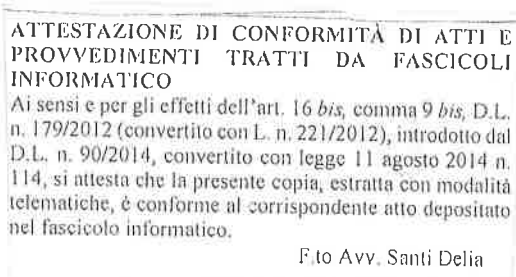 ATTESTAZIONE DI CONFORMITÀ DI ATTI E
PROVVEDIMENTI TRATTI DA FASCICOLI
INFORMATICO
Ai sensi e per gli effetti dell'art. 16 bis, comma 9 bis, D.L.
n. 179/2012 (convertito con L. n. 221/2012), introdotto dal
D.L. n. 90/2014, convertito con legge 11 agosto 2014 n.
114, si attesta che la presente copia, estratta con modalità
telematiche, è conforme al corrispondente atto depositato
nel fascicolo informatico.
F.to Avv. Santi Delia